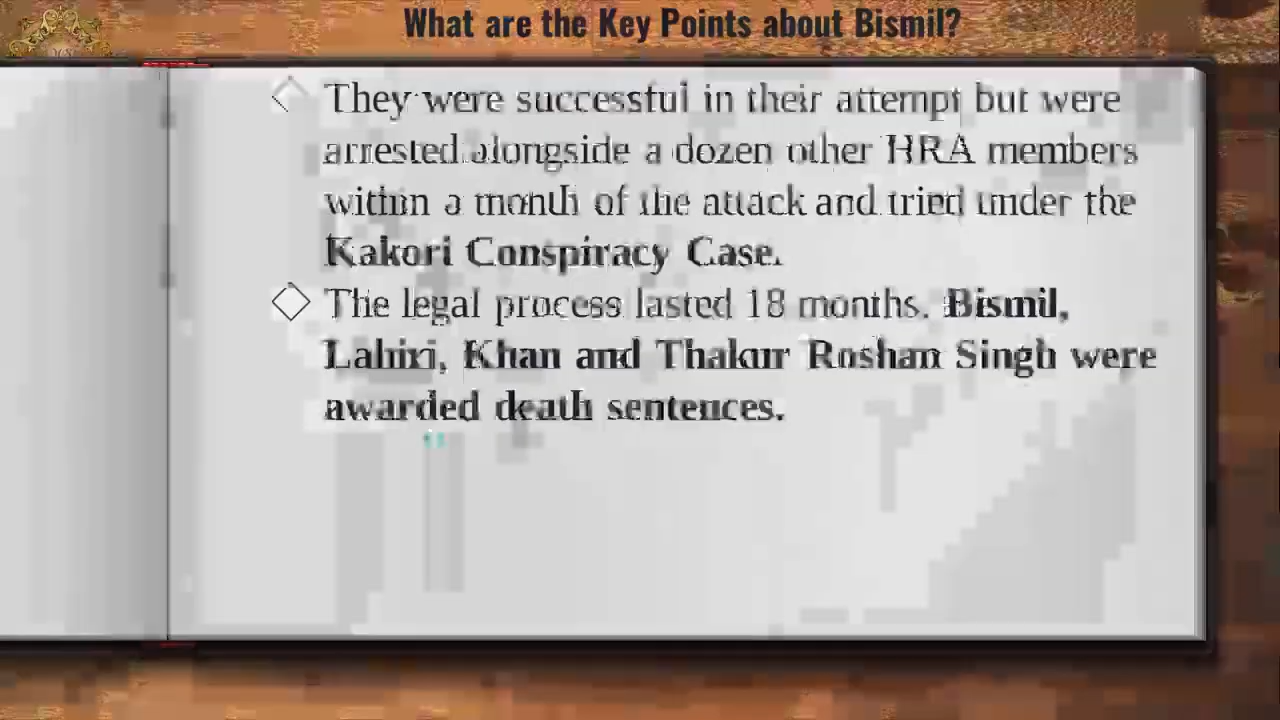 What are the Key Points about Bismil?
They were successful in their attempt but were
arrested alongside a dozen other HRA members
within a month of the attack and tried under the
Kakori Conspiracy Case.
The legal process lasted 18 months. Bismil,
Lahiri, Khan and Thakur Roshan Singh were
awarded death sentences.